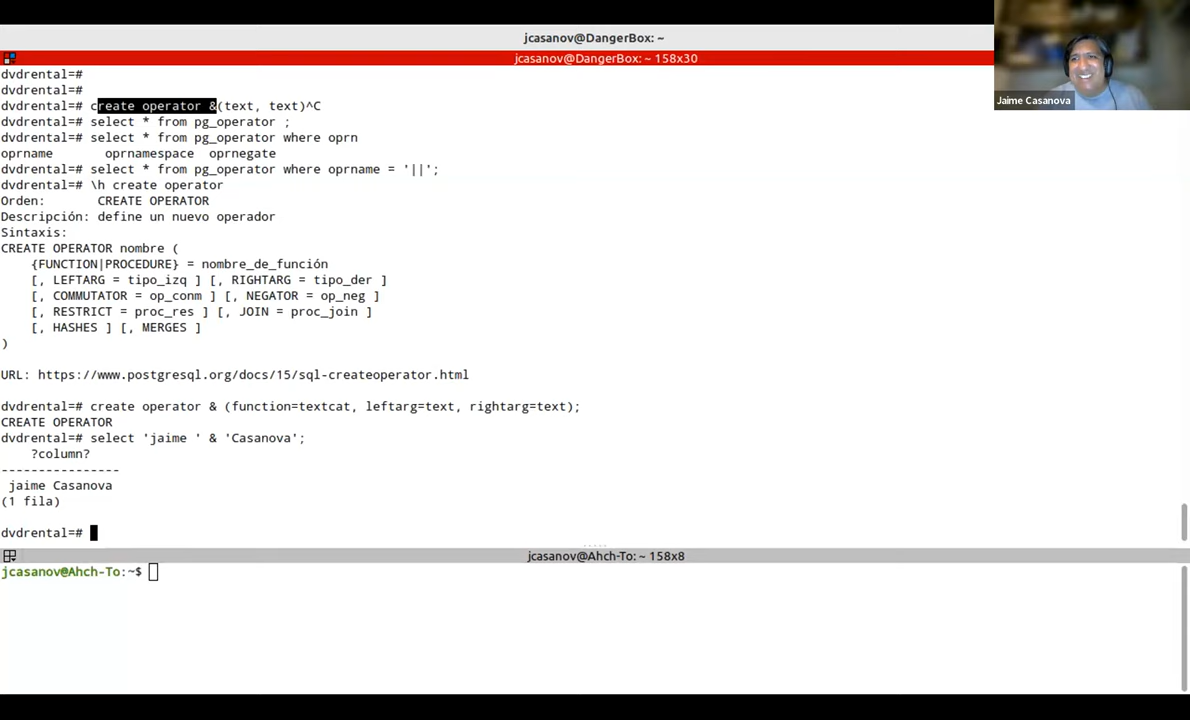 jcasanov@DangerBox: ~
jcasanov@DangerBox: ~ 158x30
Jaime Casanova
dvdrental=#
dvdrental=#
dvdrental=# create operator &(text, text)^C
dvdrental=# select * from pg_operator ;
dvdrental=# select * from pg_operator where oprn
oprname       oprnamespace  oprnegate
dvdrental=# select * from pg_operator where oprname = '||';
dvdrental=# \h create operator
Orden:       CREATE OPERATOR
Descripción: define un nuevo operador
Sintaxis:
CREATE OPERATOR nombre (
    {FUNCTION|PROCEDURE} = nombre_de_función
    [, LEFTARG = tipo_izq ] [, RIGHTARG = tipo_der ]
    [, COMMUTATOR = op_conm ] [, NEGATOR = op_neg ]
    [, RESTRICT = proc_res ] [, JOIN = proc_join ]
    [, HASHES ] [, MERGES ]
)
URL: https://www.postgresql.org/docs/15/sql-createoperator.html
dvdrental=# create operator & (function=textcat, leftarg=text, rightarg=text);
CREATE OPERATOR
dvdrental=# select 'jaime ' & 'Casanova';
    ?column?
----------------
 jaime Casanova
(1 fila)
dvdrental=#
jcasanov@Ahch-To: ~ 158x8
jcasanov@Ahch-To:~$